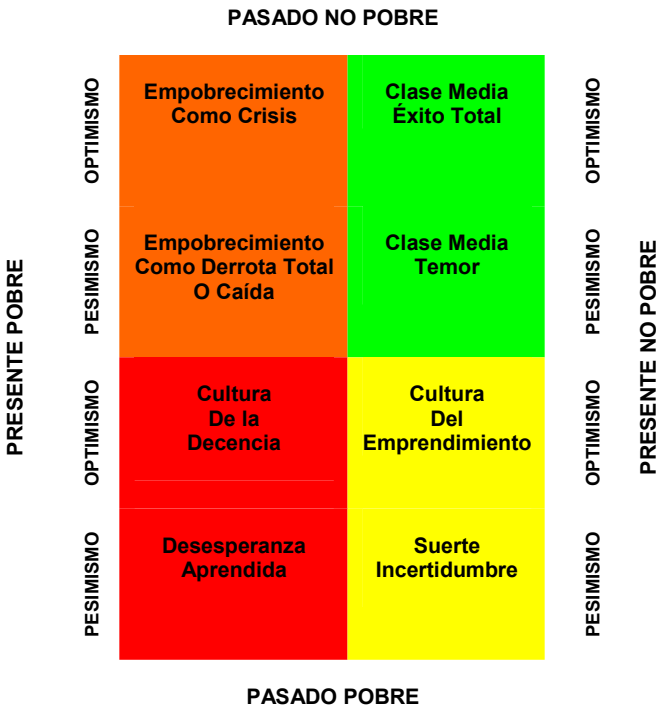 PASADO NO POBRE
OPTIMISMO
Empobrecimiento
Como Crisis
Clase Media
Éxito Total
OPTIMISMO
PESIMISMO
Empobrecimiento
Como Derrota Total
O Caída
Clase Media
Temor
PESIMISMO
PRESENTE POBRE
PRESENTE NO POBRE
OPTIMISMO
Cultura
De la
Decencia
Cultura
Del
Emprendimiento
OPTIMISMO
PESIMISMO
Desesperanza
Aprendida
Suerte
Incertidumbre
PESIMISMO
PASADO POBRE